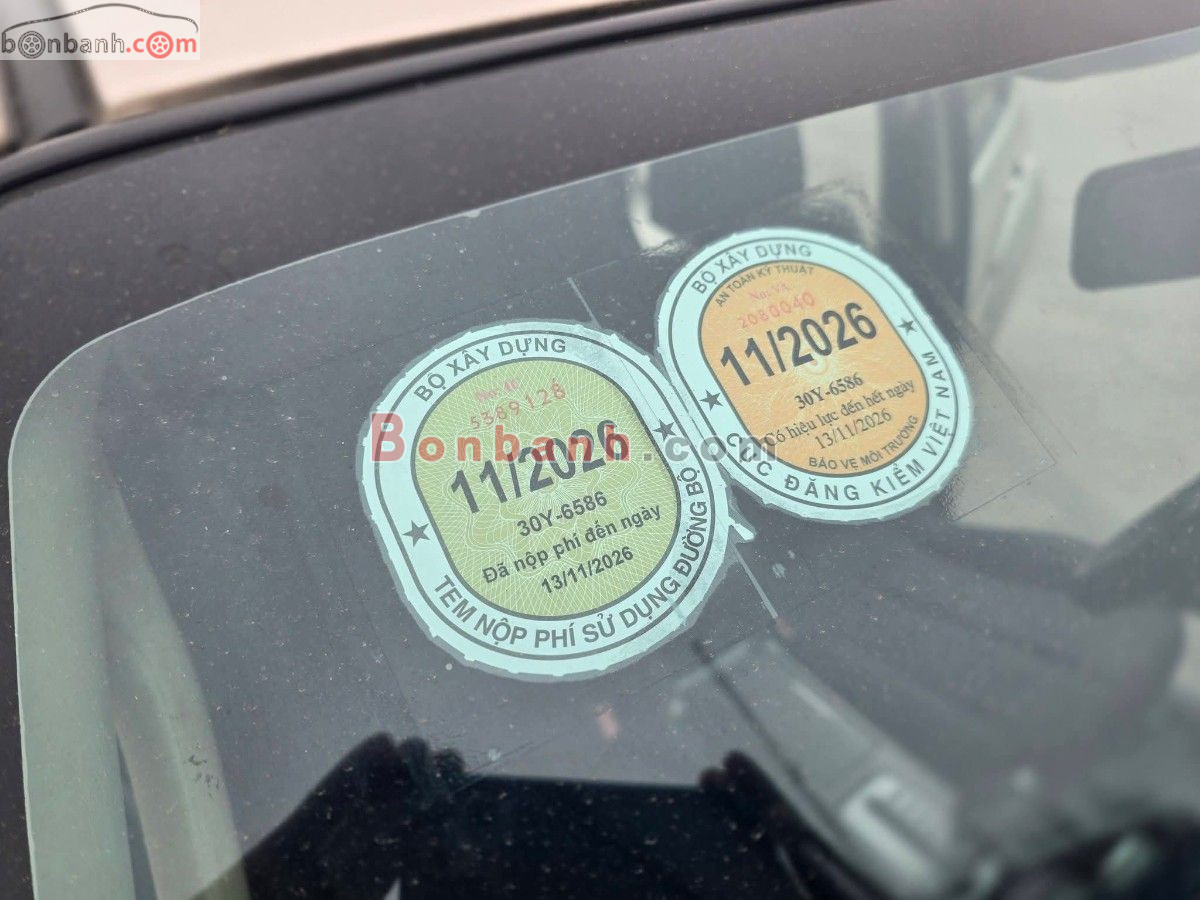 bonbanh.com
BỘ XÂY DỰNG
5389128
11/2026
30Y-6586
Đã nộp phí đến ngày
13/11/2026
TEM NỘP PHÍ SỬ DỤNG ĐƯỜNG BỘ
BỘ XÂY DỰNG
AN TOÀN KỸ THUẬT
2080040
11/2026
30Y-6586
Có hiệu lực đến hết ngày
13/11/2026
BẢO VỆ MÔI TRƯỜNG
CỤC ĐĂNG KIỂM VIỆT NAM
Bonbanh.com